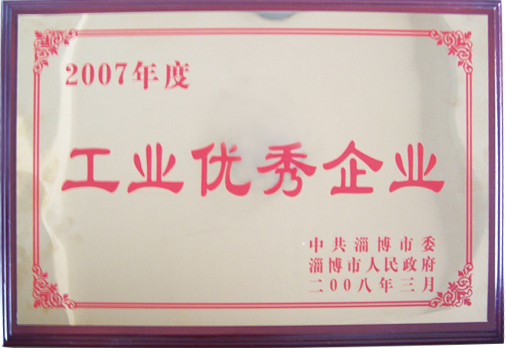 2007年度
工业优秀企业
中共淄博市委
淄博市人民政府
二00八年三月